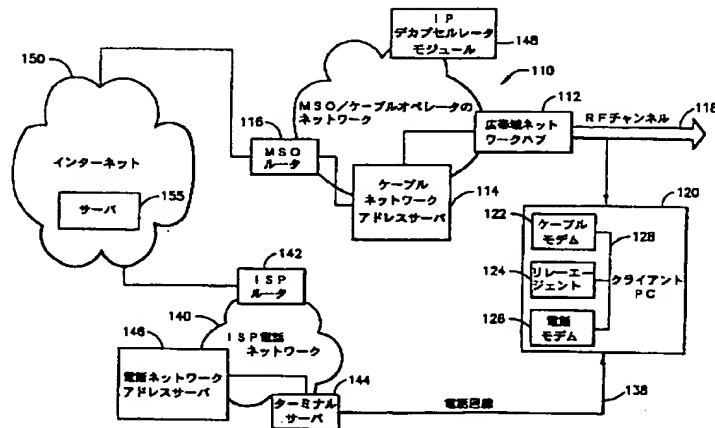 150
IP
デカプセルレータ
モジュール
148
110
MSO/ケーブルオペレータの
ネットワーク
116
MSO
ルータ
112
広帯域ネット
ワークハブ
RFチャンネル
118
インターネット
サーバ
155
ケーブル
ネットワーク
アドレスサーバ
114
120
122
ケーブル
モデム
128
124
リレーエー
ジェント
クライアント
PC
126
電話
モデム
142
ISP
ルータ
140
ISP電話
ネットワーク
146
電話ネットワーク
アドレスサーバ
144
ターミナル
サーバ
電話回線
138